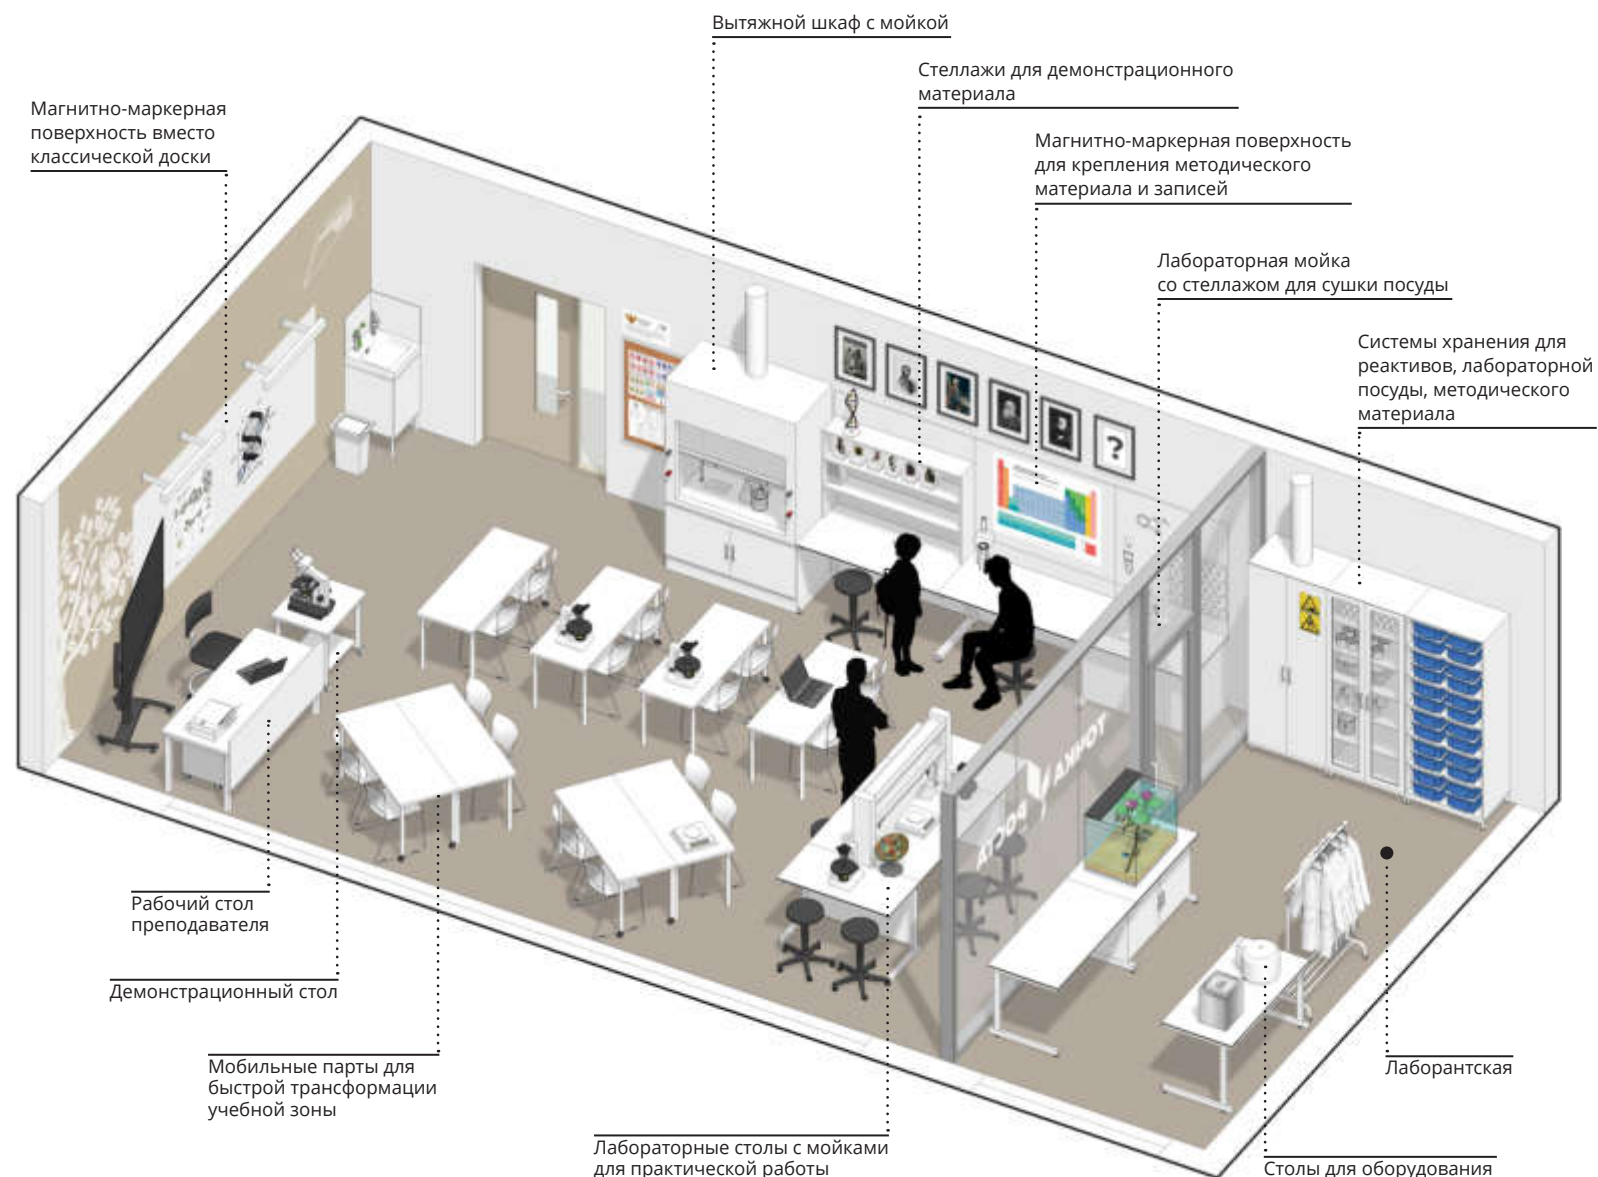 Вытяжной шкаф с мойкой
Стеллажи для демонстрационного
материала
Магнитно-маркерная
поверхность вместо
классической доски
Магнитно-маркерная поверхность
для крепления методического
материала и записей
Лабораторная мойка
со стеллажом для сушки посуды
Системы хранения для
реактивов, лабораторной
посуды, методического
материала
?
ТОЧКА
РОСТА
Рабочий стол
преподавателя
Демонстрационный стол
Мобильные парты для
быстрой трансформации
учебной зоны
Лаборантская
Лабораторные столы с мойками
для практической работы
Столы для оборудования